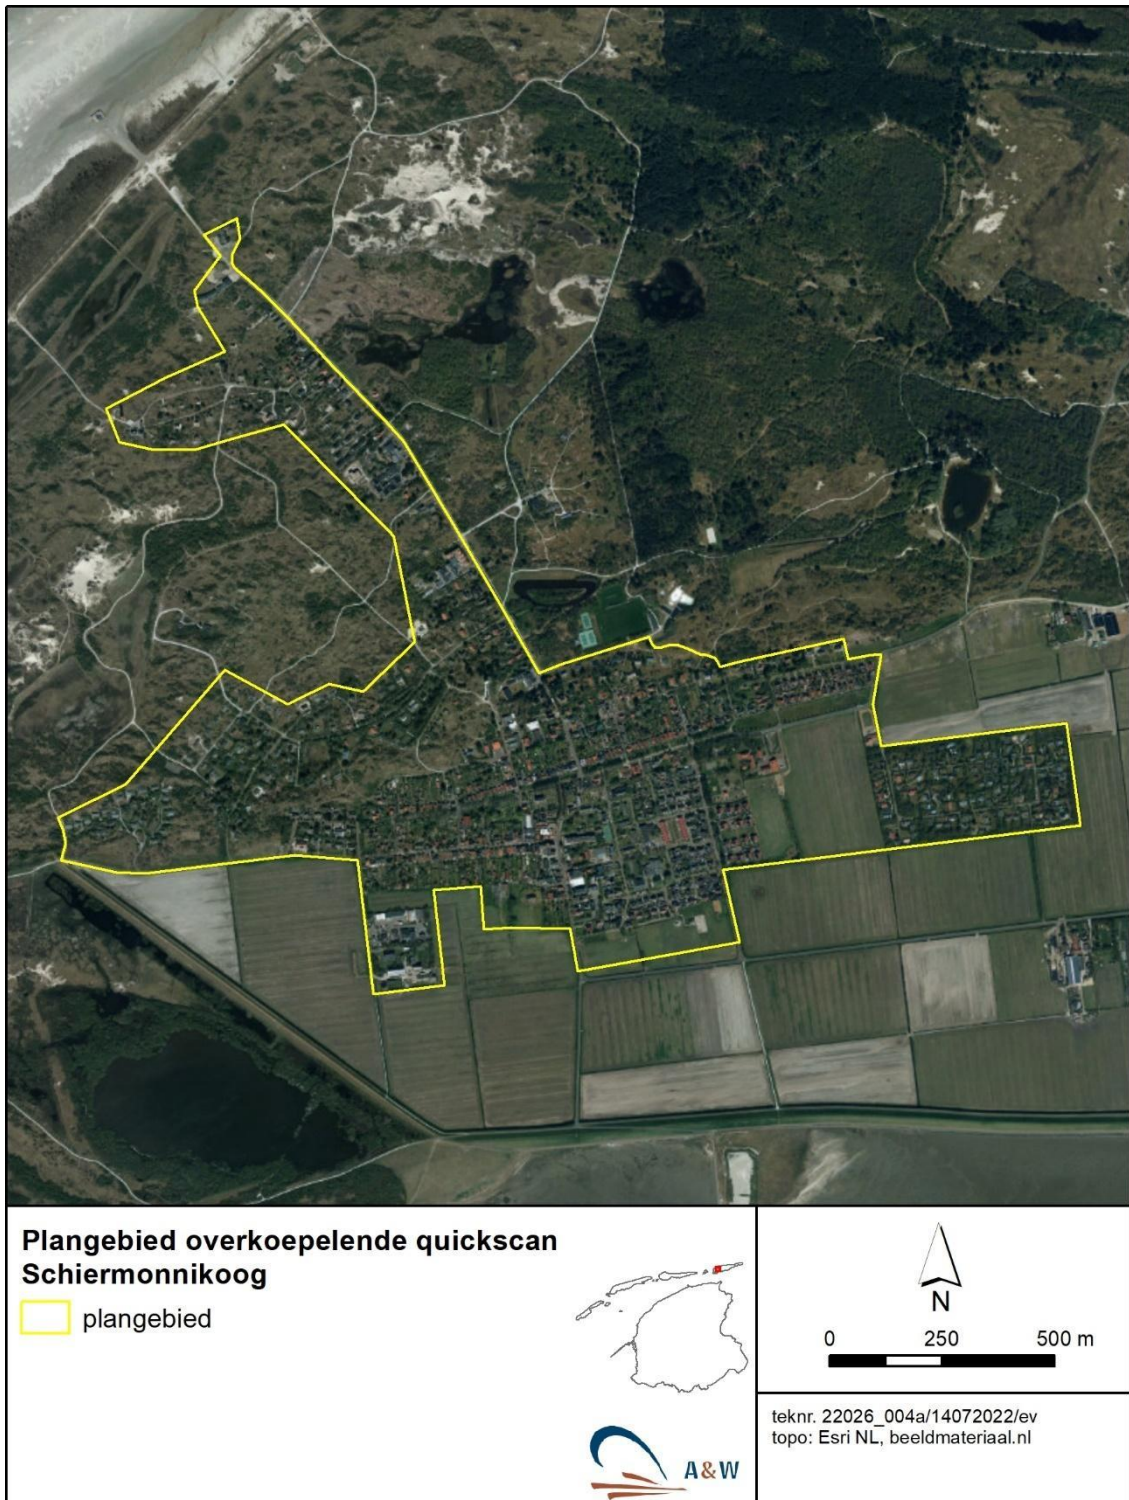 Plangebied overkoepelende quickscan
Schiermonnikoog
plangebied
A&W
N
0 250 500 m
teknr. 22026_004a/14072022/ev
topo: Esri NL, beeldmateriaal.nl